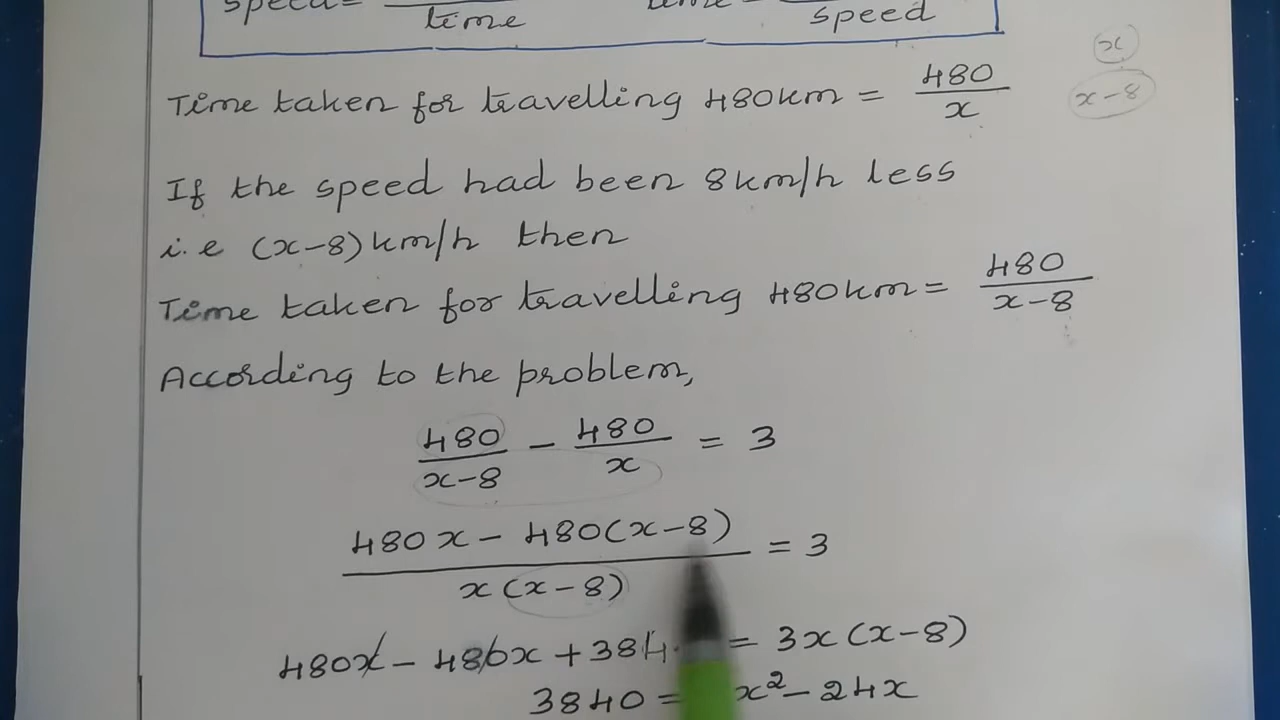 speed = time speed
x
Time taken for travelling 480km = 480/x
x-8
If the speed had been 8km/h less
i.e (x-8)km/h then
Time taken for travelling 480km = 480/x-8
According to the problem,
480/x-8 - 480/x = 3
480x - 480(x-8)/x(x-8) = 3
480x - 480x + 384 = 3x(x-8)
3840 = x² - 24x